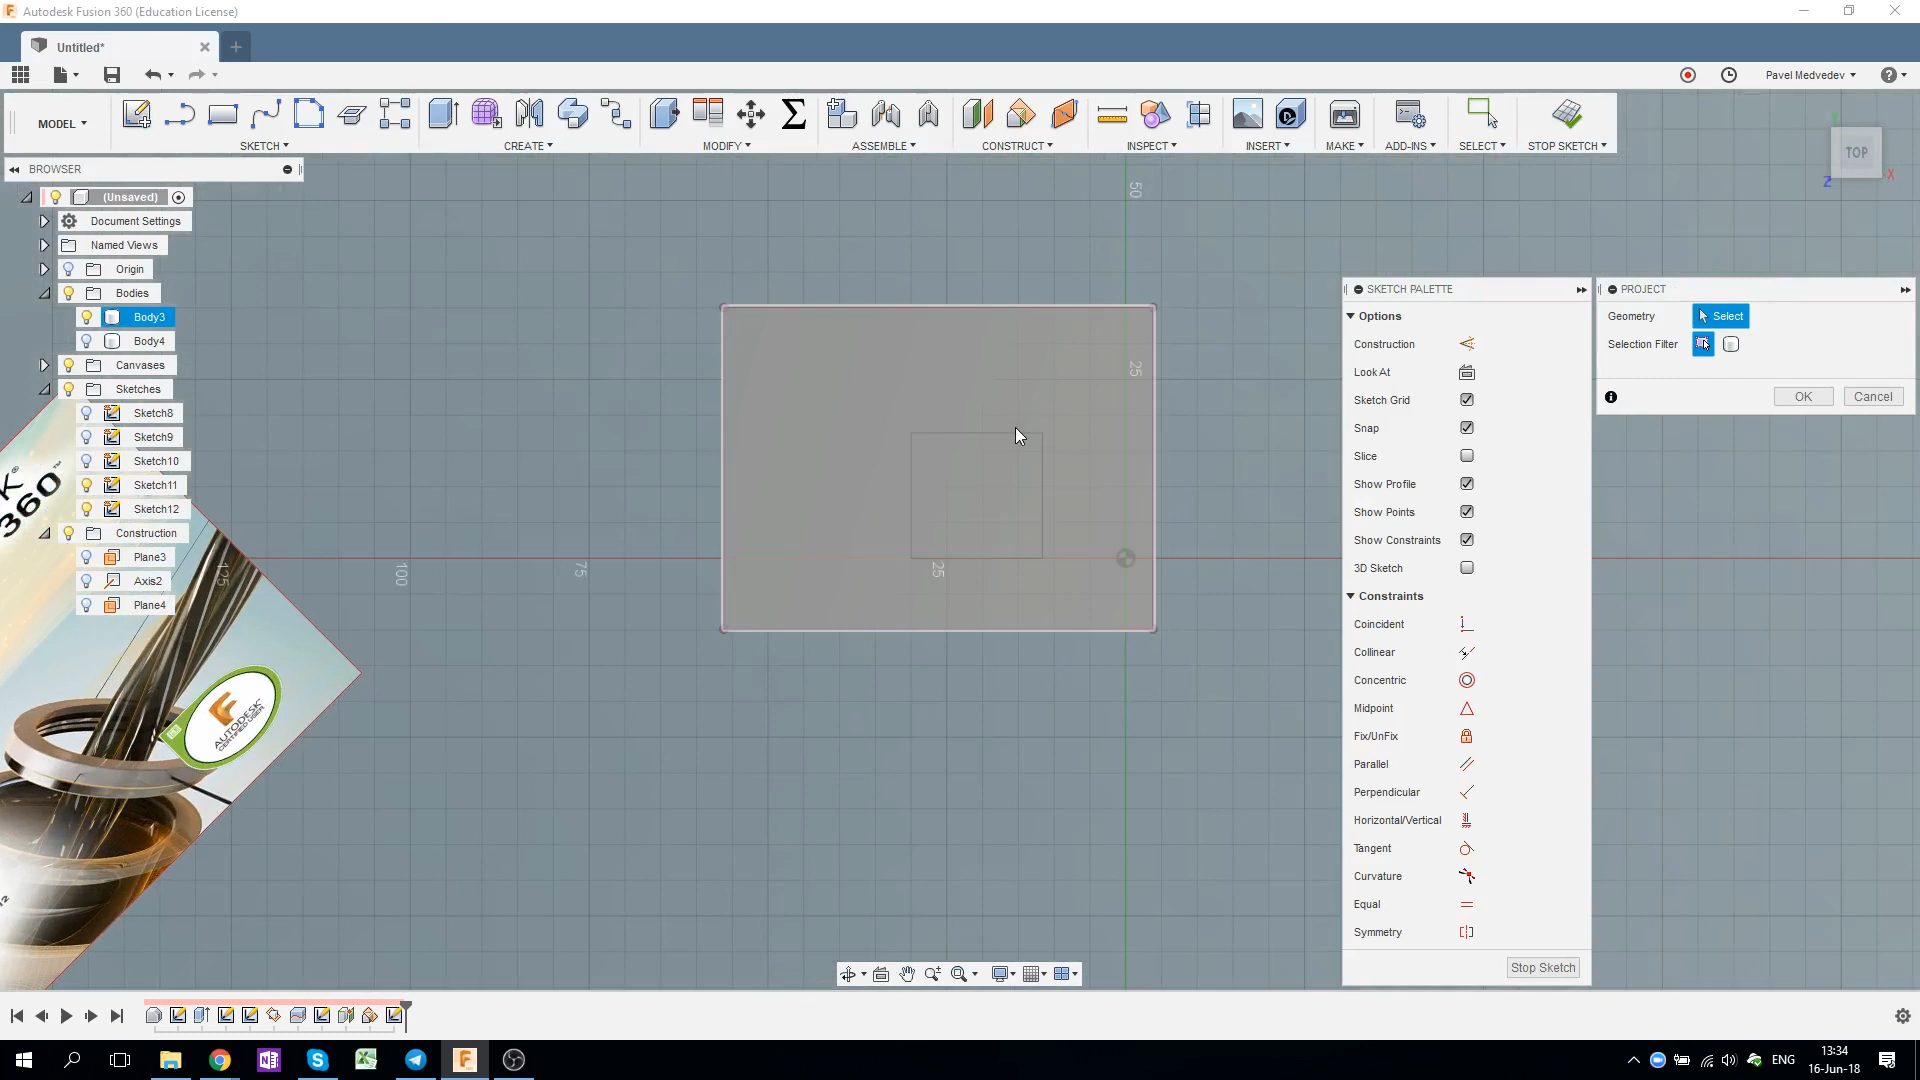 Autodesk Fusion 360 (Education License)
Untitled*
Pavel Medvedev
MODEL
SKETCH
CREATE
MODIFY
ASSEMBLE
CONSTRUCT
INSPECT
INSERT
MAKE
ADD-INS
SELECT
STOP SKETCH
TOP
X
Z
BROWSER
(Unsaved)
Document Settings
Named Views
Origin
Bodies
Body3
Body4
Canvases
Sketches
Sketch8
Sketch9
Sketch10
Sketch11
Sketch12
Construction
Plane3
Axis2
Plane4
K®
360™
AUTODESK
CERTIFIED USER
50
25
25
75
100
125
SKETCH PALETTE
Options
Construction
Look At
Sketch Grid
Snap
Slice
Show Profile
Show Points
Show Constraints
3D Sketch
Constraints
Coincident
Collinear
Concentric
Midpoint
Fix/UnFix
Parallel
Perpendicular
Horizontal/Vertical
Tangent
Curvature
Equal
Symmetry
Stop Sketch
PROJECT
Geometry
Select
Selection Filter
OK
Cancel
ENG
13:34
16-Jun-18